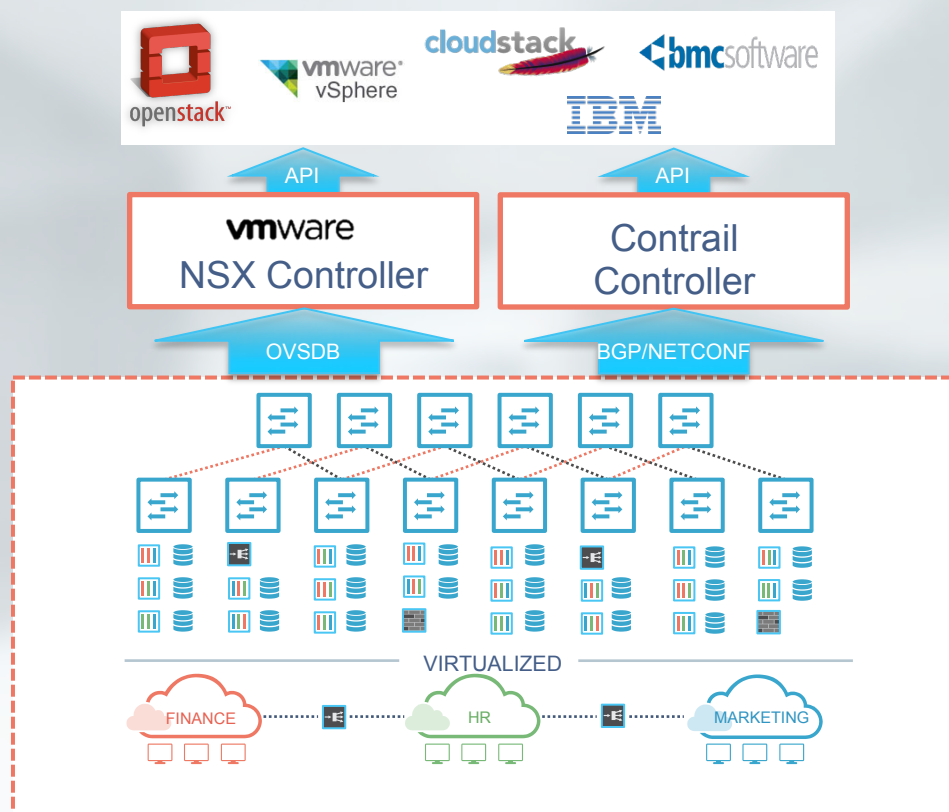 openstack™
vmware®
vSphere
cloudstack
bmcsoftware
IBM
API
API
vmware
NSX Controller
Contrail
Controller
OVSDB
BGP/NETCONF
VIRTUALIZED
FINANCE
HR
MARKETING